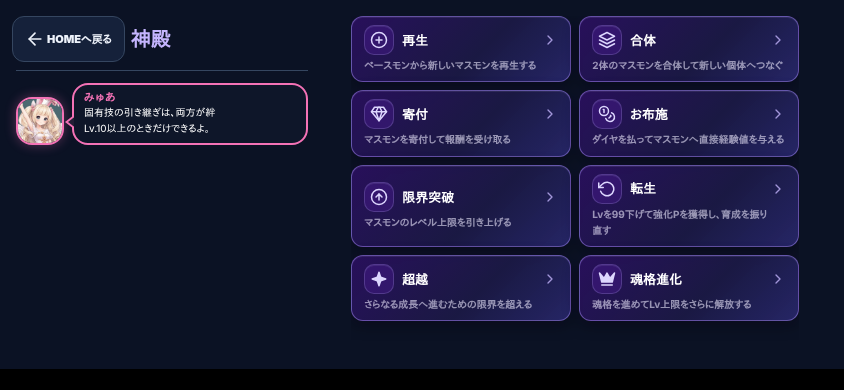 HOMEへ戻る
神殿
みゅあ
固有技の引き継ぎは、両方が絆
Lv.10以上のときだけできるよ。
再生
ベースモンから新しいマスモンを再生する
合体
2体のマスモンを合体して新しい個体へつなぐ
寄付
マスモンを寄付して報酬を受け取る
お布施
ダイヤを払ってマスモンへ直接経験値を与える
限界突破
マスモンのレベル上限を引き上げる
転生
Lvを99下げて強化Pを獲得し、育成を振り
直す
超越
さらなる成長へ進むための限界を超える
魂格進化
魂格を進めてLv上限をさらに解放する